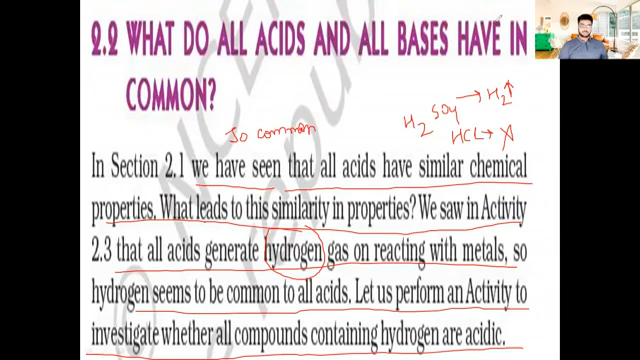 2.2 WHAT DO ALL ACIDS AND ALL BASES HAVE IN
COMMON?
H2SO4 → H2↑
HCL →
So common
In Section 2.1 we have seen that all acids have similar chemical
properties. What leads to this similarity in properties? We saw in Activity
2.3 that all acids generate hydrogen gas on reacting with metals, so
hydrogen seems to be common to all acids. Let us perform an Activity to
investigate whether all compounds containing hydrogen are acidic.